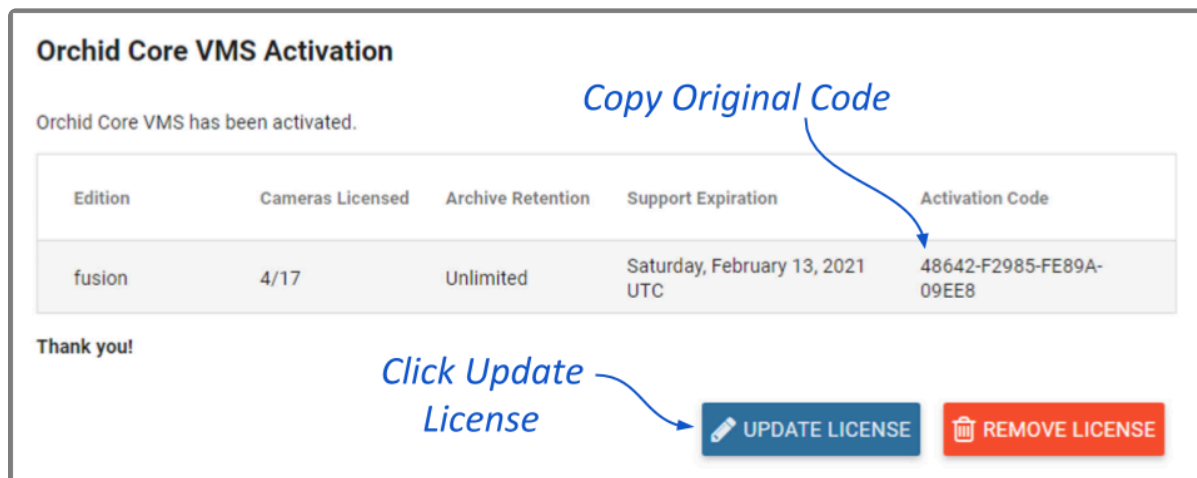 Orchid Core VMS Activation
Copy Original Code
Orchid Core VMS has been activated.
Edition Cameras Licensed Archive Retention Support Expiration Activation Code
fusion 4/17 Unlimited Saturday, February 13, 2021 48642-F2985-FE89A-
UTC 09EE8
Thank you!
Click Update
License
UPDATE LICENSE REMOVE LICENSE